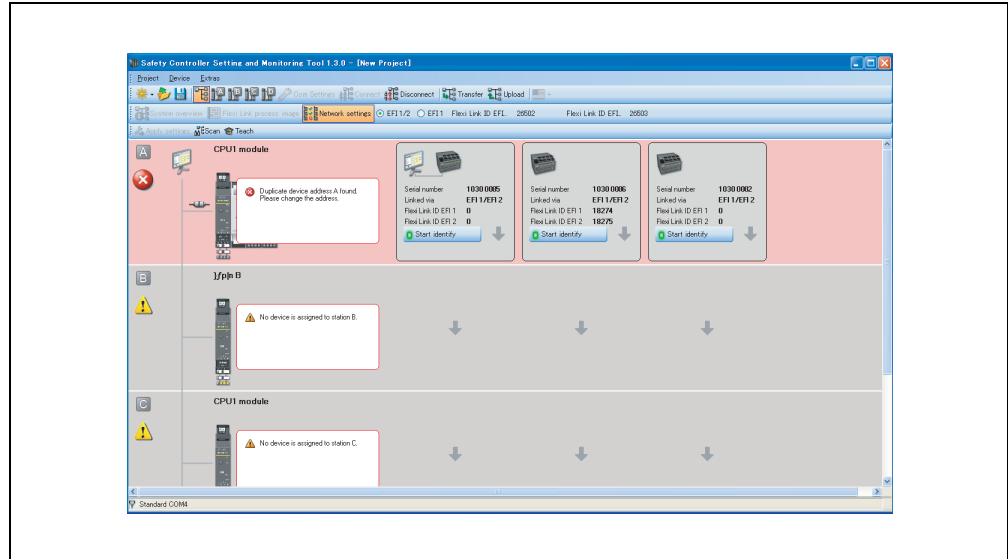 Safety Controller Setting and Monitoring Tool 1.3.0 - [New Project]
Project Device Extras
Com Settings Connect Disconnect Transfer Upload
System overview Flexi Link process image Network settings EFI1/2 EFI1 Flexi Link ID EFI. 26502 Flexi Link ID EFI. 26503
Apply settings Scan Teach
A CPU1 module
Duplicate device address A found.
Please change the address.
Serial number 1030 0005
Linked via EFI 1/EFI 2
Flexi Link ID EFI 1 0
Flexi Link ID EFI 2 0
Start identify
Serial number 1030 0006
Linked via EFI 1/EFI 2
Flexi Link ID EFI 1 18274
Flexi Link ID EFI 2 18275
Start identify
Serial number 1030 0002
Linked via EFI 1/EFI 2
Flexi Link ID EFI 1 0
Flexi Link ID EFI 2 0
Start identify
B
No device is assigned to station B.
C CPU1 module
No device is assigned to station C.
Standard COM4